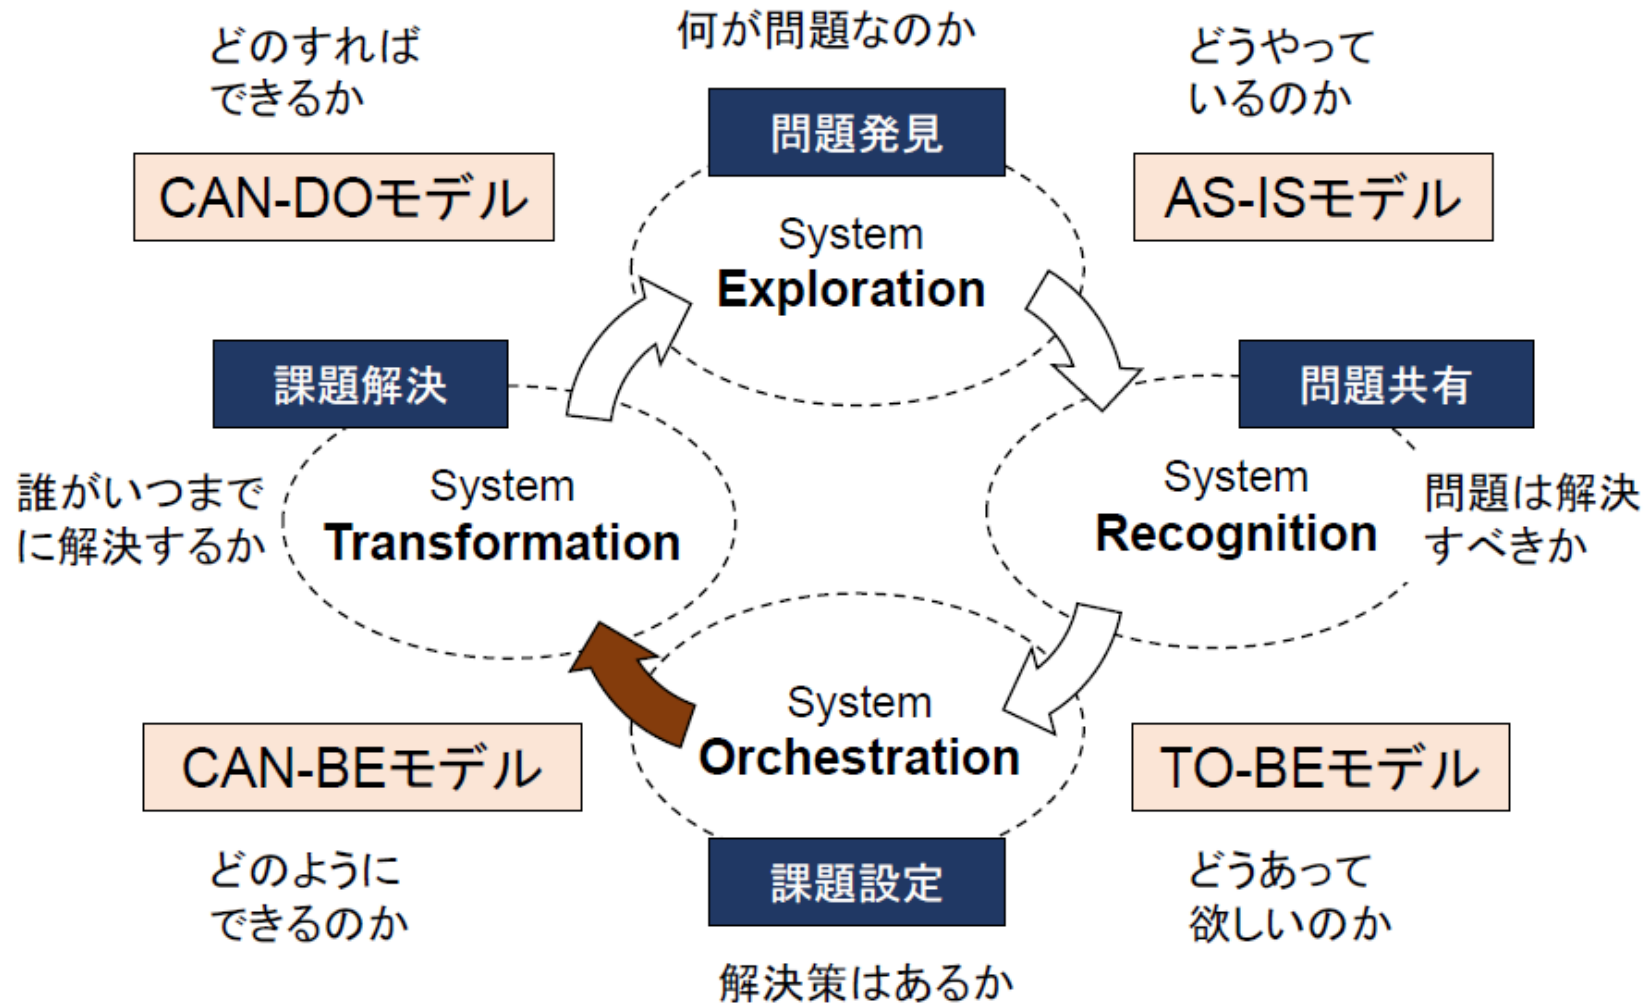 何が問題なのか
どのすれば
できるか
どうやって
いるのか
問題発見
CAN-DOモデル
AS-ISモデル
System
Exploration
課題解決
問題共有
誰がいつまで
に解決するか
System
Transformation
System
Recognition
問題は解決
すべきか
System
Orchestration
CAN-BEモデル
TO-BEモデル
どのように
できるのか
課題設定
どうあって
欲しいのか
解決策はあるか